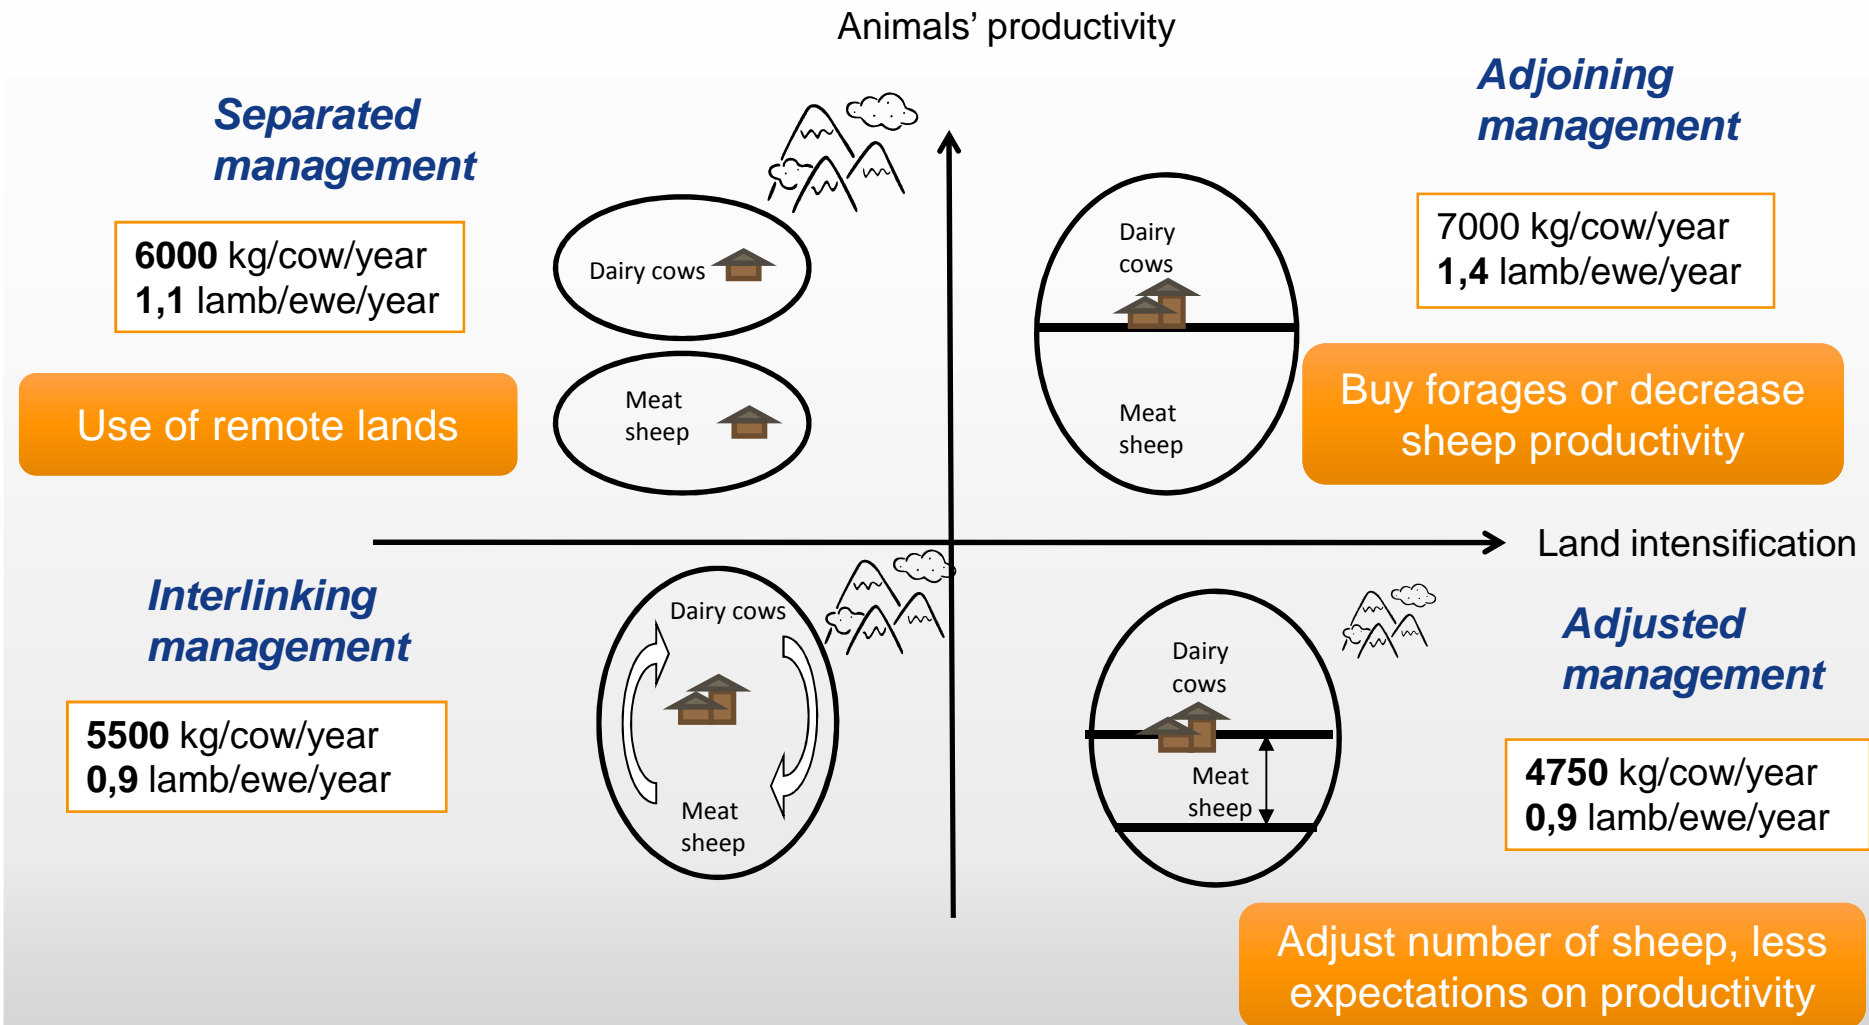 Animals' productivity
Separated
management
6000 kg/cow/year
1,1 lamb/ewe/year
Use of remote lands
Dairy cows
Meat
sheep
Adjoining
management
7000 kg/cow/year
1,4 lamb/ewe/year
Dairy
cows
Meat
sheep
Buy forages or decrease
sheep productivity
Land intensification
Interlinking
management
5500 kg/cow/year
0,9 lamb/ewe/year
Dairy cows
Meat
sheep
Adjusted
management
Dairy
cows
Meat
sheep
4750 kg/cow/year
0,9 lamb/ewe/year
Adjust number of sheep, less
expectations on productivity